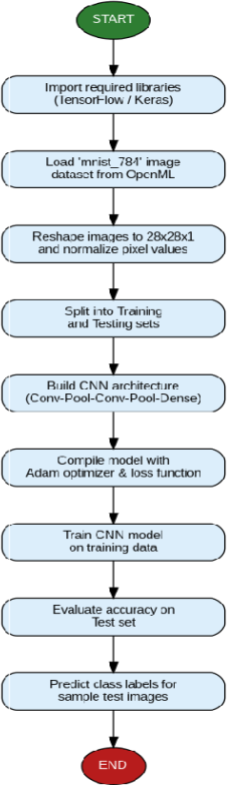 START
Import required libraries
(TensorFlow / Keras)
Load 'mnist_784' image
dataset from OpenML
Reshape images to 28x28x1
and normalize pixel values
Split into Training
and Testing sets
Build CNN architecture
(Conv-Pool-Conv-Pool-Dense)
Compile model with
Adam optimizer & loss function
Train CNN model
on training data
Evaluate accuracy on
Test set
Predict class labels for
sample test images
END